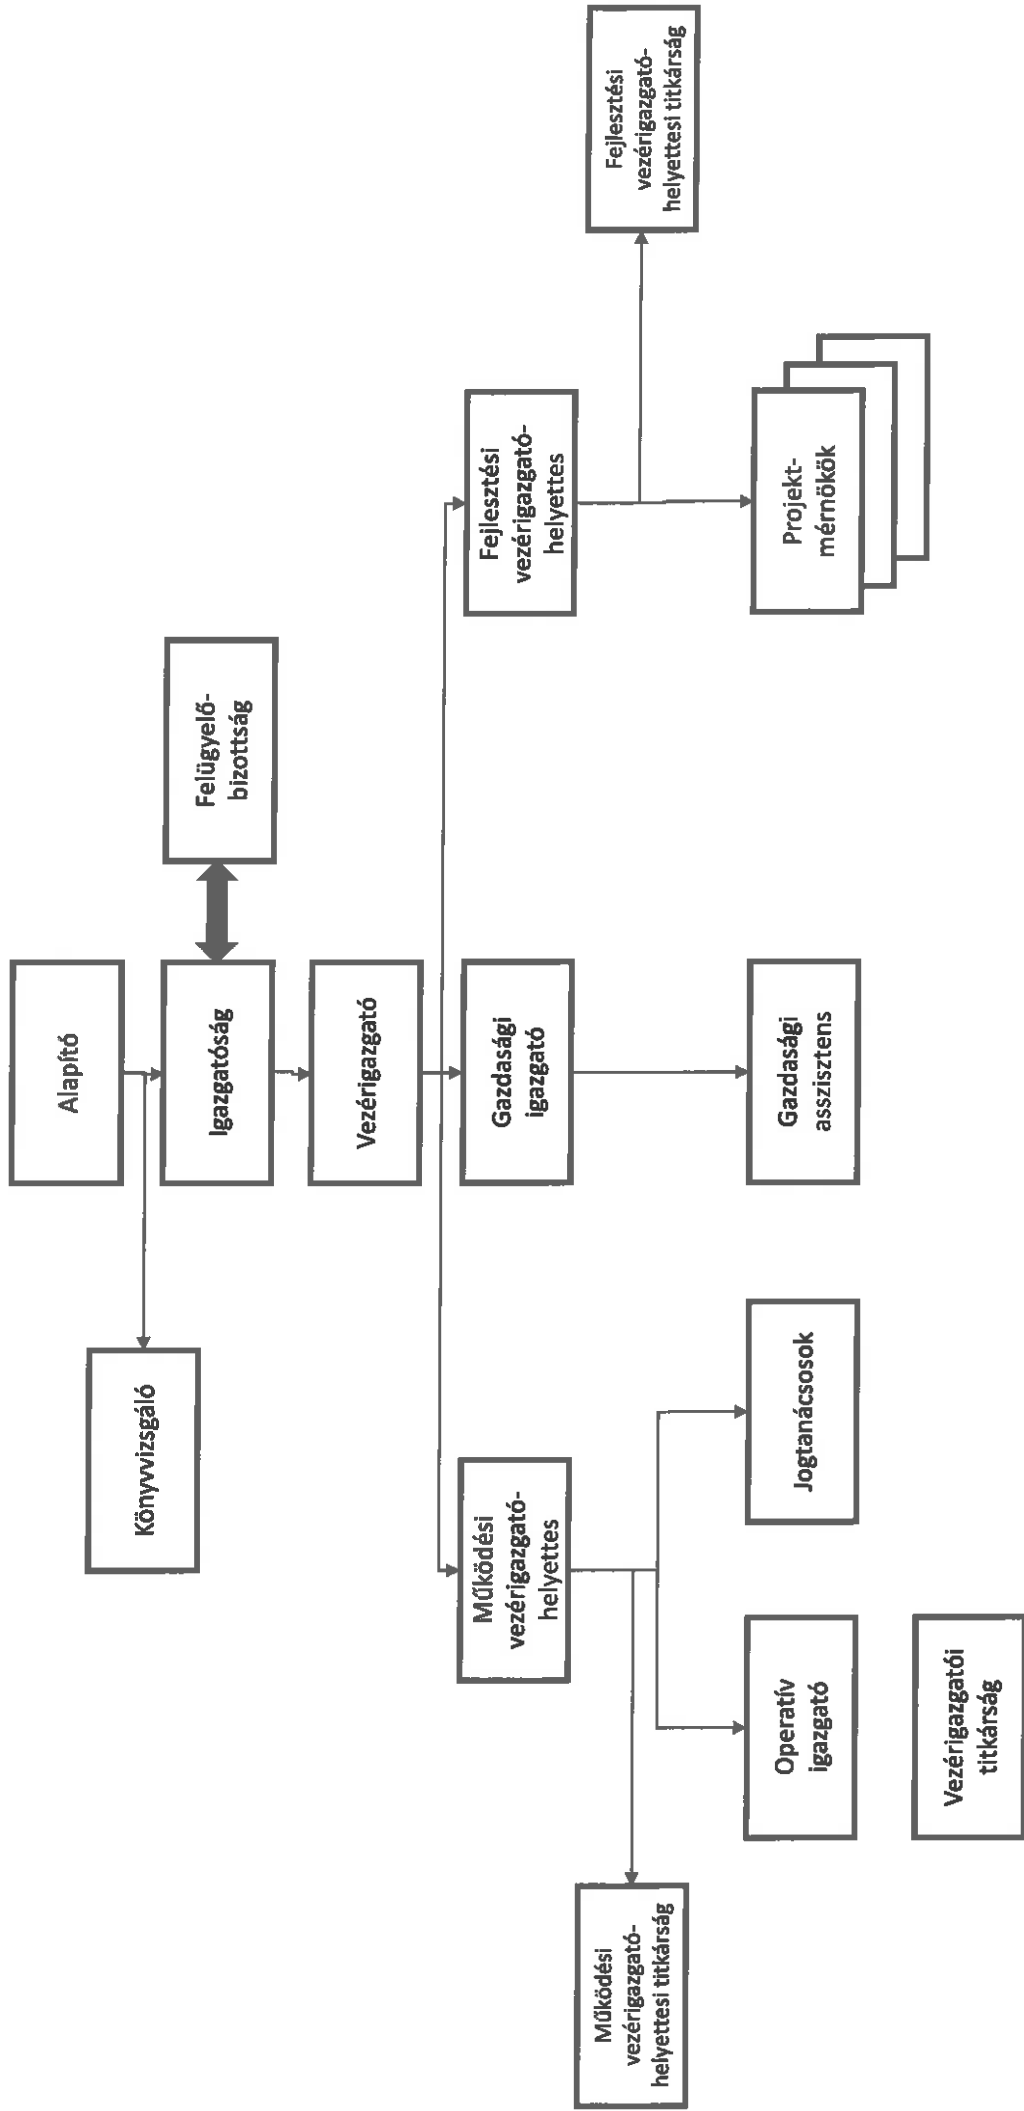 Alapító
Könyvvizsgáló
Igazgatóság
Felügyelő-
bizottság
Vezérigazgató
Működési
vezérigazgató-
helyettes
Gazdasági
igazgató
Fejlesztési
vezérigazgató-
helyettes
Működési
vezérigazgató-
helyettesi titkárság
Fejlesztési
vezérigazgató-
helyettesi titkárság
Operatív
igazgató
Jogtanácsosok
Gazdasági
asszisztens
Projekt-
mérnökök
Vezérigazgatói
titkárság